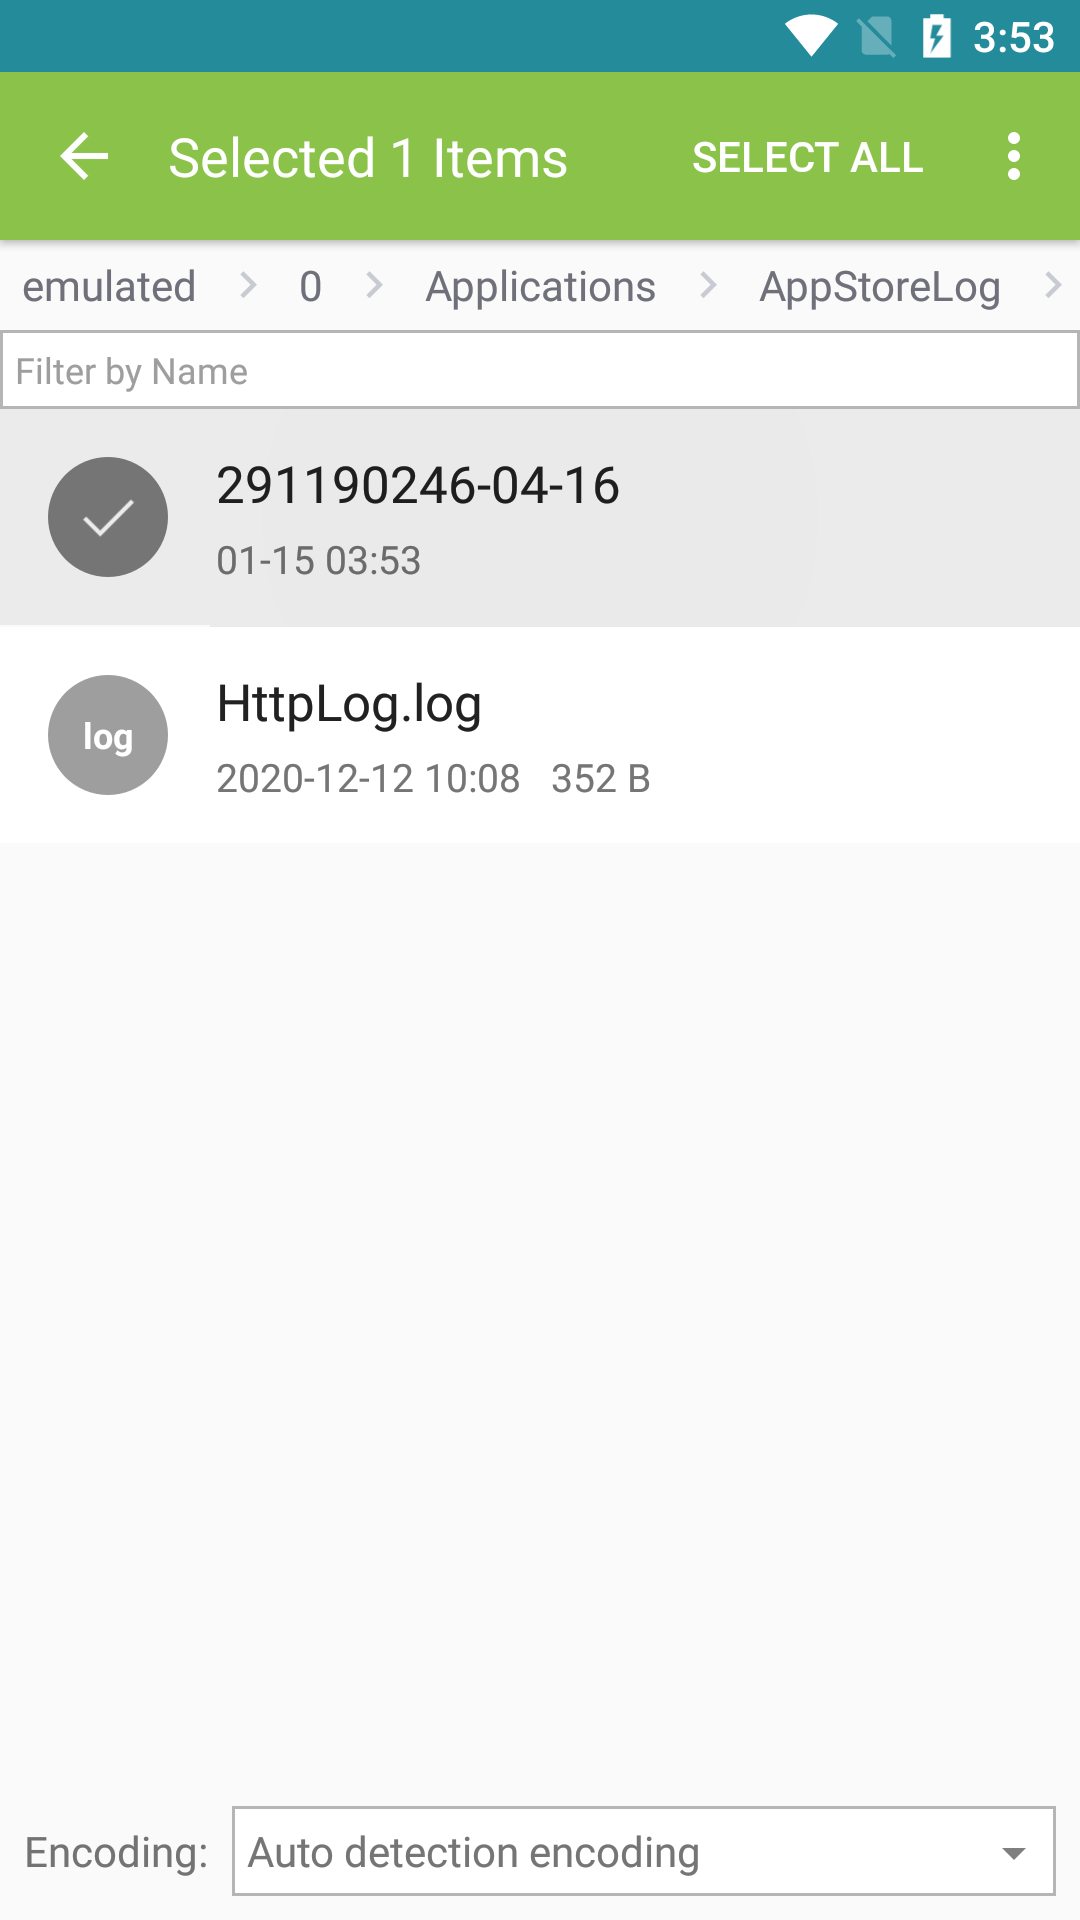 3:53
Selected 1 Items SELECT ALL
emulated 0 Applications AppStoreLog
Filter by Name
291190246-04-16
01-15 03:53
log
HttpLog.log
2020-12-12 10:08 352 B
Encoding: Auto detection encoding